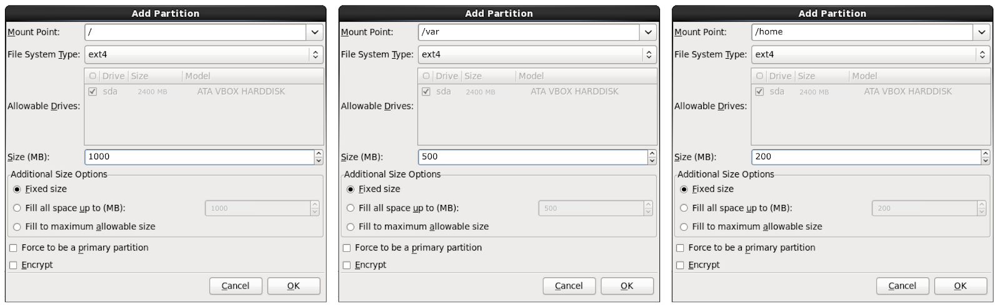 Add Partition
Mount Point: /
File System Type: ext4
Drive Size Model
sda 2400 MB ATA VBOX HARDDISK
Allowable Drives:
Size (MB): 1000
Additional Size Options
Fixed size
Fill all space up to (MB): 1000
Fill to maximum allowable size
Force to be a primary partition
Encrypt
Cancel OK
Add Partition
Mount Point: /var
File System Type: ext4
Drive Size Model
sda 2400 MB ATA VBOX HARDDISK
Allowable Drives:
Size (MB): 500
Additional Size Options
Fixed size
Fill all space up to (MB): 500
Fill to maximum allowable size
Force to be a primary partition
Encrypt
Cancel OK
Add Partition
Mount Point: /home
File System Type: ext4
Drive Size Model
sda 2400 MB ATA VBOX HARDDISK
Allowable Drives:
Size (MB): 200
Additional Size Options
Fixed size
Fill all space up to (MB): 200
Fill to maximum allowable size
Force to be a primary partition
Encrypt
Cancel OK